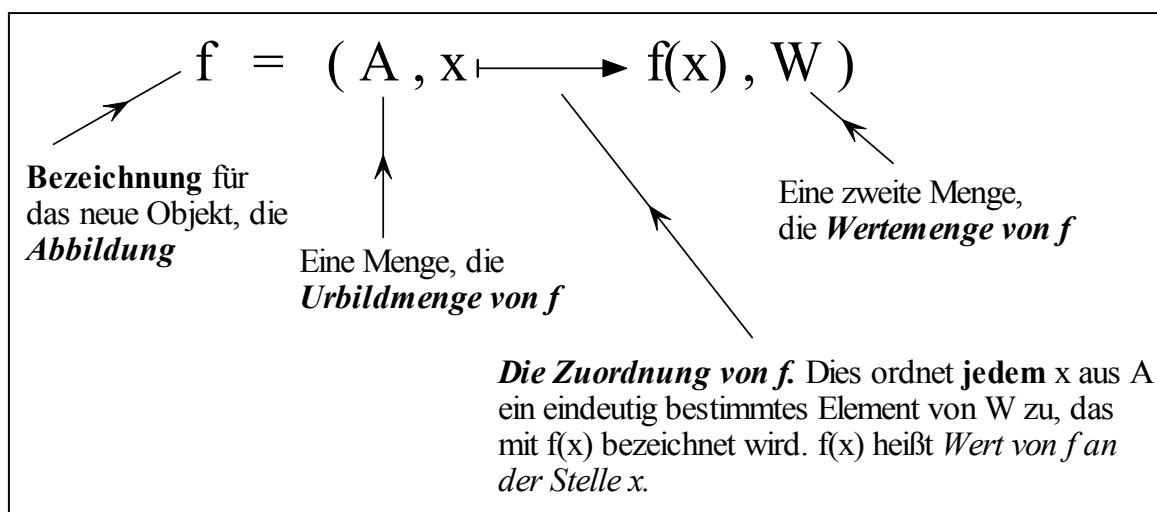 f = ( A , x ⟼ f(x) , W )
Bezeichnung für
das neue Objekt, die
Abbildung
Eine Menge, die
Urbildmenge von f
Eine zweite Menge,
die Wertemenge von f
Die Zuordnung von f. Dies ordnet jedem x aus A
ein eindeutig bestimmtes Element von W zu, das
mit f(x) bezeichnet wird. f(x) heißt Wert von f an
der Stelle x.